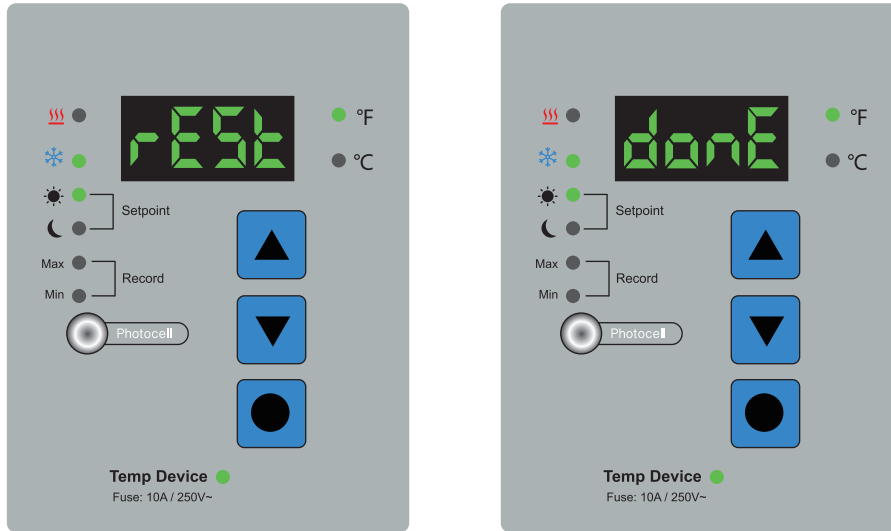 rESt
°F
°C
Setpoint
Max
Record
Min
Photocell
Temp Device
Fuse: 10A / 250V~
donE
°F
°C
Setpoint
Max
Record
Min
Photocell
Temp Device
Fuse: 10A / 250V~